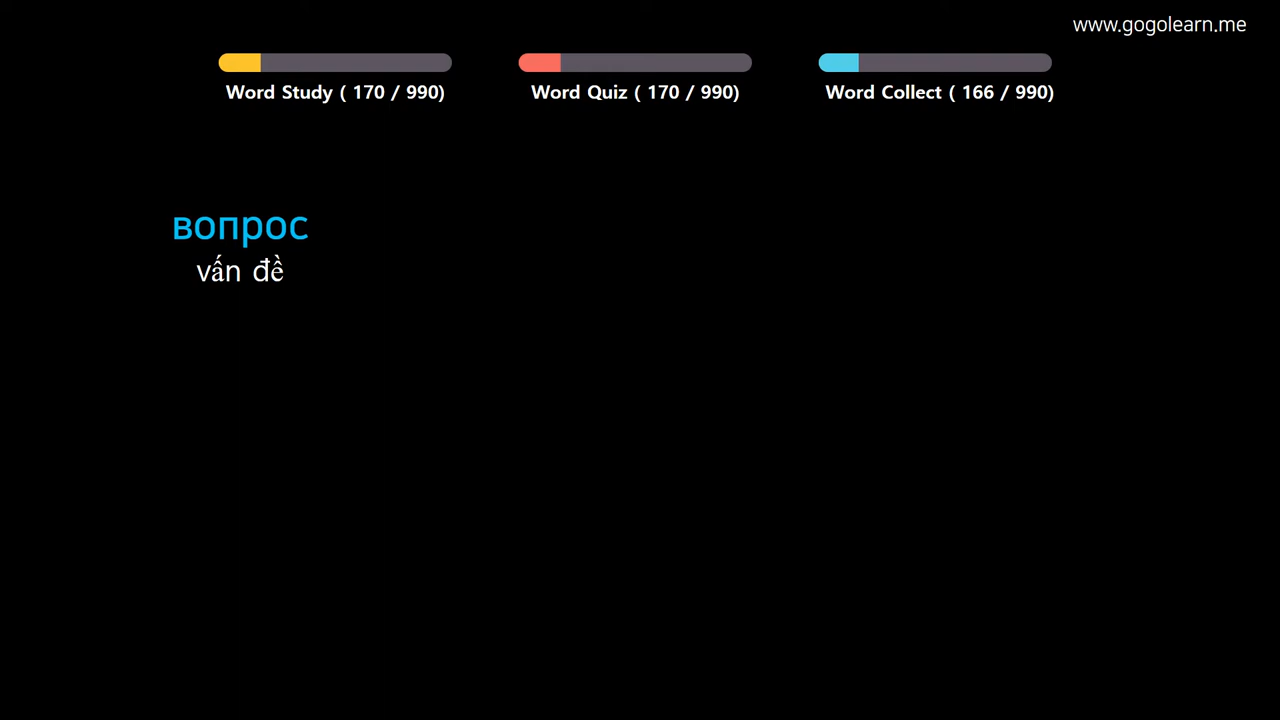 www.gogolearn.me
Word Study ( 170 / 990)
Word Quiz ( 170 / 990)
Word Collect ( 166 / 990)
вопрос
vấn đề